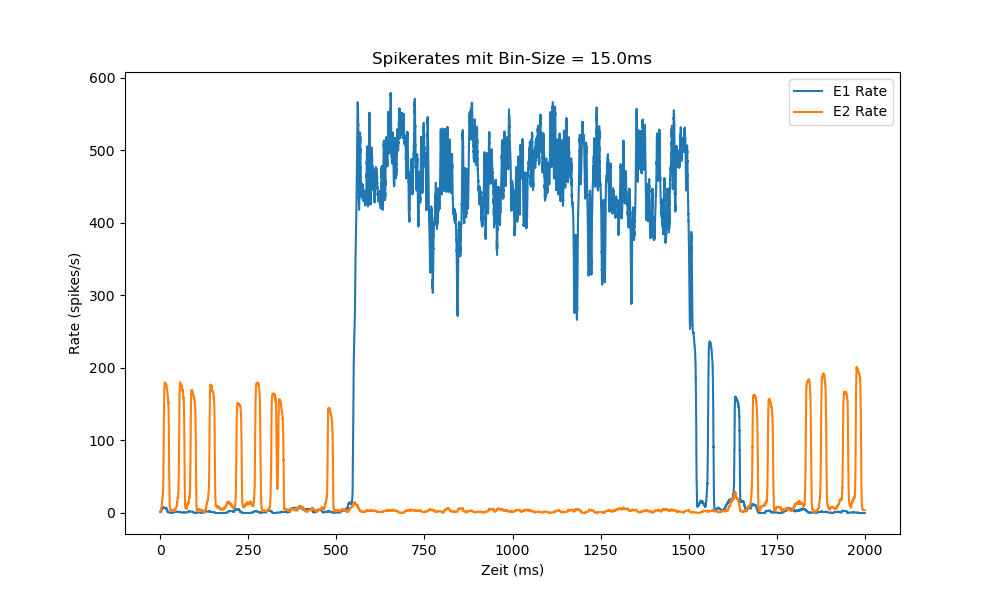 Spikerates mit Bin-Size = 15.0ms
E1 Rate
E2 Rate
Rate (spikes/s)
600
500
400
300
200
100
0
0 250 500 750 1000 1250 1500 1750 2000
Zeit (ms)